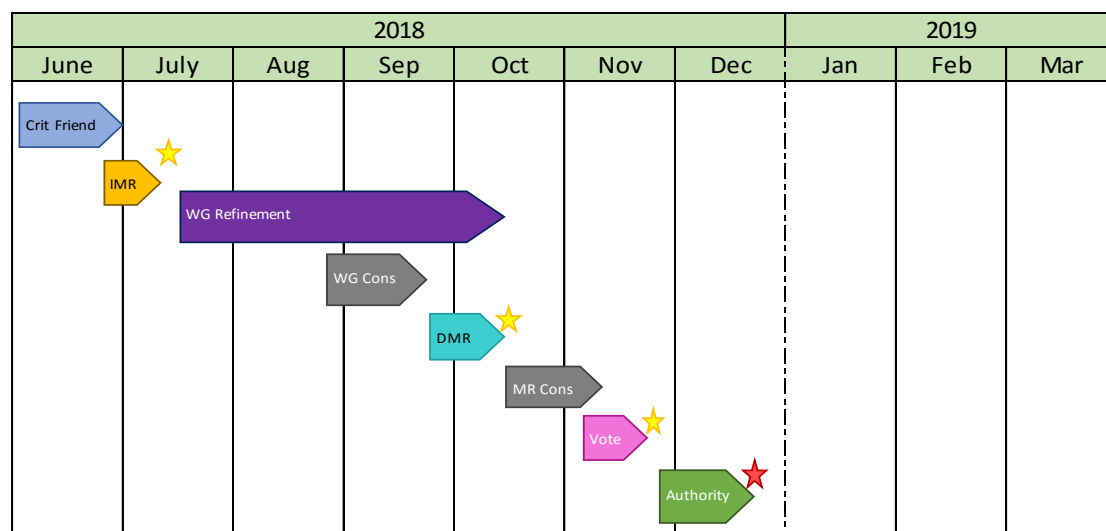 2018 2019
June July Aug Sep Oct Nov Dec Jan Feb Mar
Crit Friend
IMR
WG Refinement
WG Cons
DMR
MR Cons
Vote
Authority